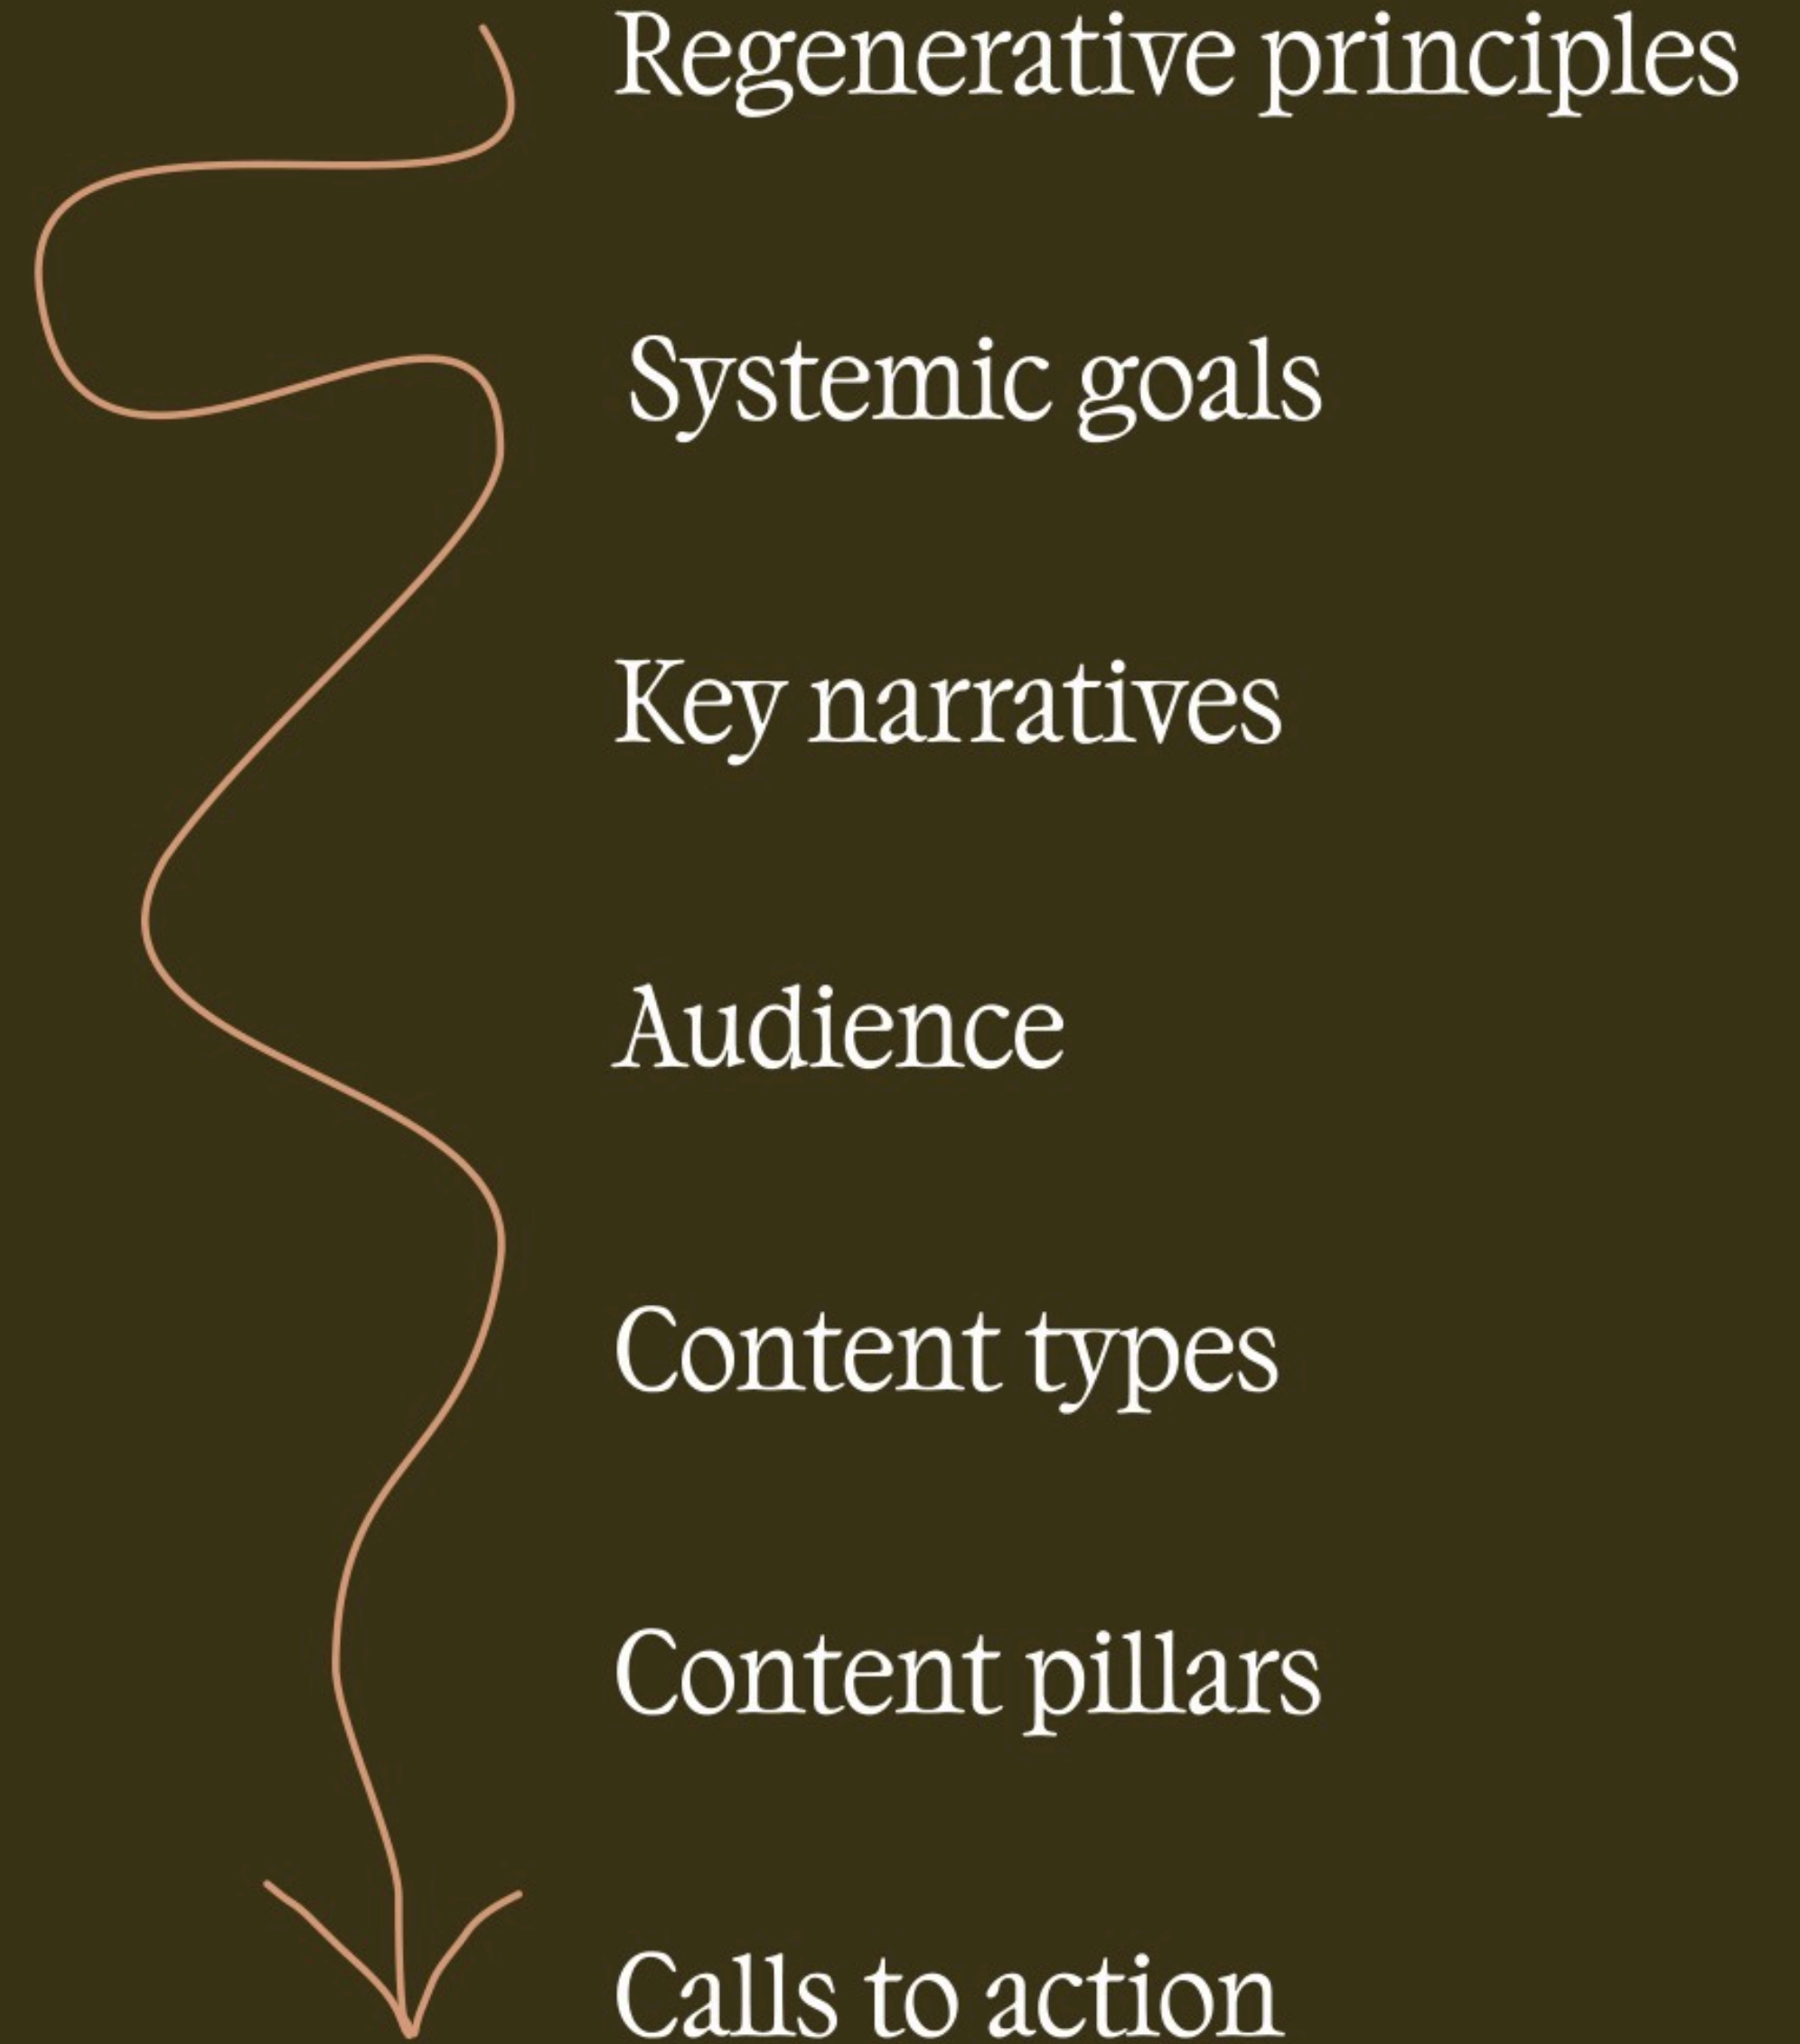 Regenerative principles
Systemic goals
Key narratives
Audience
Content types
Content pillars
Calls to action